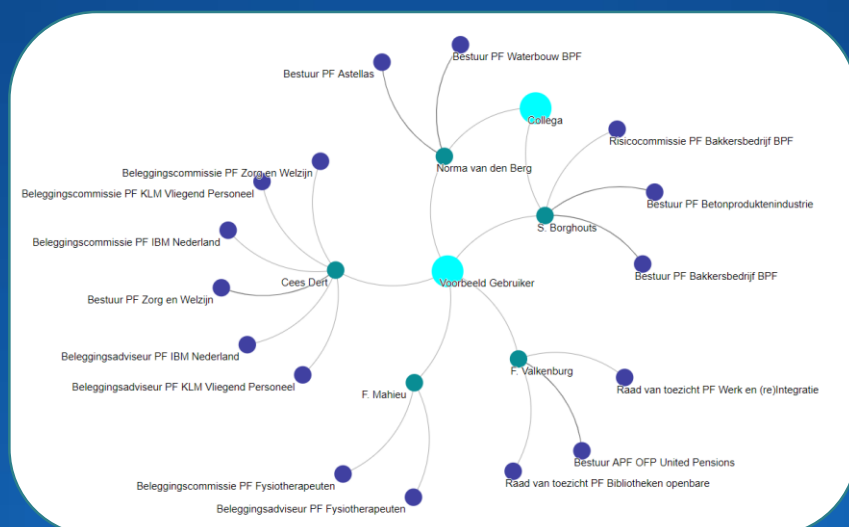 Bestuur PF Waterbouw BPF
Bestuur PF Astellas
Collega
Risicocommissie PF Bakkersbedrijf BPF
Norma van den Berg
Beleggingscommissie PF Zorg en Welzijn
Beleggingscommissie PF KLM Vliegend Personeel
Bestuur PF Betonproduktenindustrie
S. Borghouts
Beleggingscommissie PF IBM Nederland
Bestuur PF Bakkersbedrijf BPF
Cees Dert
Voorbeeld Gebruiker
Bestuur PF Zorg en Welzijn
Beleggingsadviseur PF IBM Nederland
F. Valkenburg
Beleggingsadviseur PF KLM Vliegend Personeel
Raad van toezicht PF Werk en (re)Integratie
F. Mahieu
Bestuur APF OFP United Pensions
Raad van toezicht PF Bibliotheken openbare
Beleggingscommissie PF Fysiotherapeuten
Beleggingsadviseur PF Fysiotherapeuten